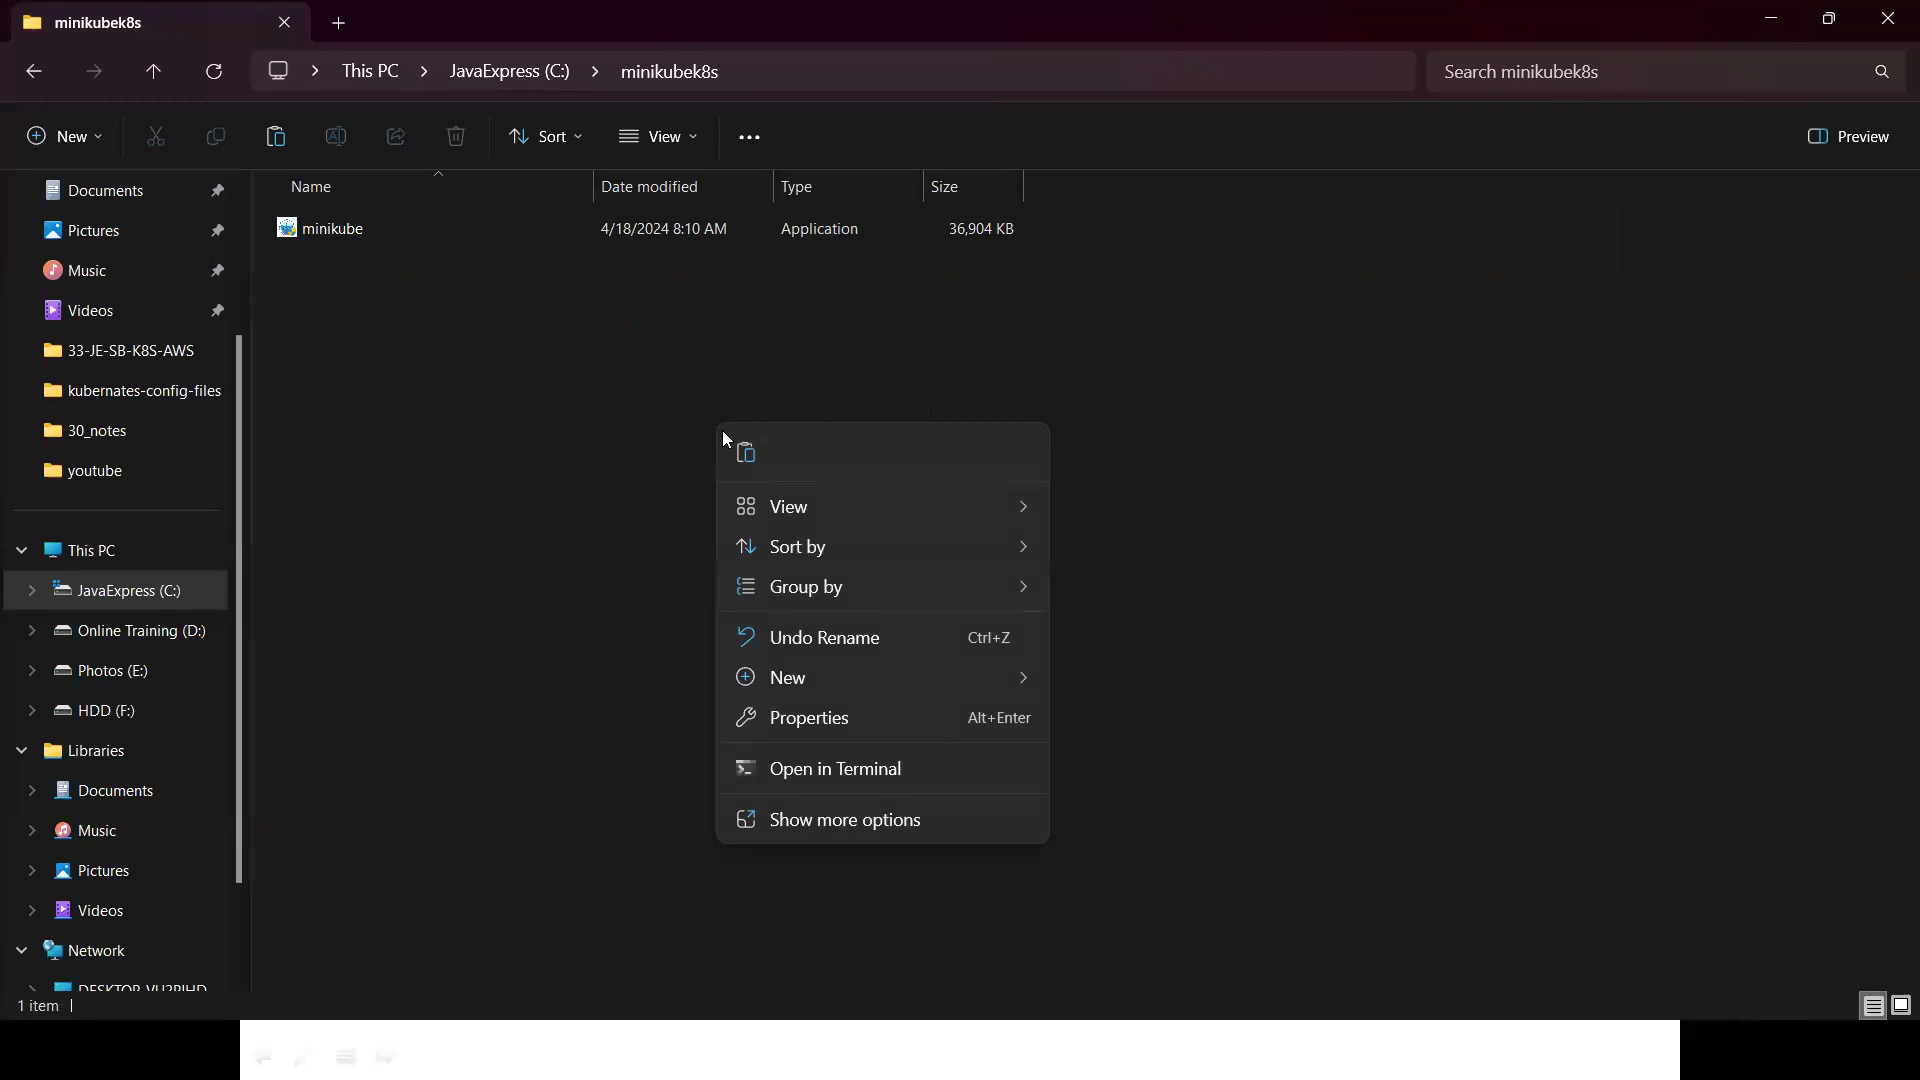 minikubek8s
This PC
JavaExpress (C:)
minikubek8s
Search minikubek8s
New
Sort
View
Preview
Name
Date modified
Type
Size
minikube
4/18/2024 8:10 AM
Application
36,904 KB
Documents
Pictures
Music
Videos
33-JE-SB-K8S-AWS
kubernates-config-files
30_notes
youtube
This PC
JavaExpress (C:)
Online Training (D:)
Photos (E:)
HDD (F:)
Libraries
Documents
Music
Pictures
Videos
Network
View
Sort by
Group by
Undo Rename Ctrl+Z
New
Properties Alt+Enter
Open in Terminal
Show more options
1 item